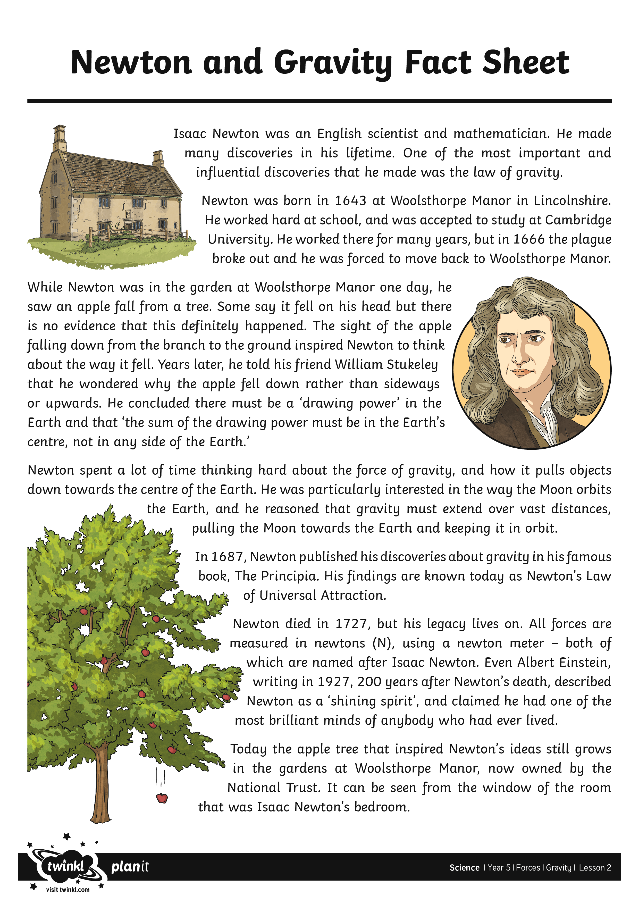 Newton and Gravity Fact Sheet
Isaac Newton was an English scientist and mathematician. He made
many discoveries in his lifetime. One of the most important and
influential discoveries that he made was the law of gravity.
Newton was born in 1643 at Woolsthorpe Manor in Lincolnshire.
He worked hard at school, and was accepted to study at Cambridge
University. He worked there for many years, but in 1666 the plague
broke out and he was forced to move back to Woolsthorpe Manor.
While Newton was in the garden at Woolsthorpe Manor one day, he
saw an apple fall from a tree. Some say it fell on his head but there
is no evidence that this definitely happened. The sight of the apple
falling down from the branch to the ground inspired Newton to think
about the way it fell. Years later, he told his friend William Stukeley
that he wondered why the apple fell down rather than sideways
or upwards. He concluded there must be a ‘drawing power’ in the
Earth and that ‘the sum of the drawing power must be in the Earth’s
centre, not in any side of the Earth.’
Newton spent a lot of time thinking hard about the force of gravity, and how it pulls objects
down towards the centre of the Earth. He was particularly interested in the way the Moon orbits
the Earth, and he reasoned that gravity must extend over vast distances,
pulling the Moon towards the Earth and keeping it in orbit.
In 1687, Newton published his discoveries about gravity in his famous
book, The Principia. His findings are known today as Newton’s Law
of Universal Attraction.
Newton died in 1727, but his legacy lives on. All forces are
measured in newtons (N), using a newton meter – both of
which are named after Isaac Newton. Even Albert Einstein,
writing in 1927, 200 years after Newton’s death, described
Newton as a ‘shining spirit’, and claimed he had one of the
most brilliant minds of anybody who had ever lived.
Today the apple tree that inspired Newton’s ideas still grows
in the gardens at Woolsthorpe Manor, now owned by the
National Trust. It can be seen from the window of the room
that was Isaac Newton’s bedroom.
twinkl planit
visit twinkl.com
Science | Year 5 | Forces | Gravity | Lesson 2